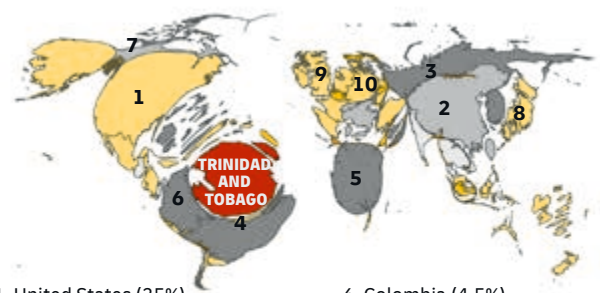 7
9
10
3
1
2
8
TRINIDAD
AND
TOBAGO
5
6
4
United States (35%)
Colombia (4.5%)